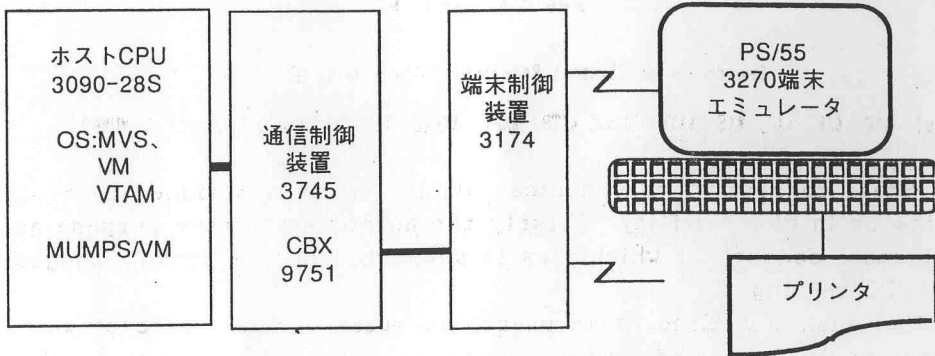 ホストCPU
3090-28S
OS:MVS、
VM
VTAM
MUMPS/VM
通信制御
装置
3745
CBX
9751
端末制御
装置
3174
PS/55
3270端末
エミュレータ
プリンタ